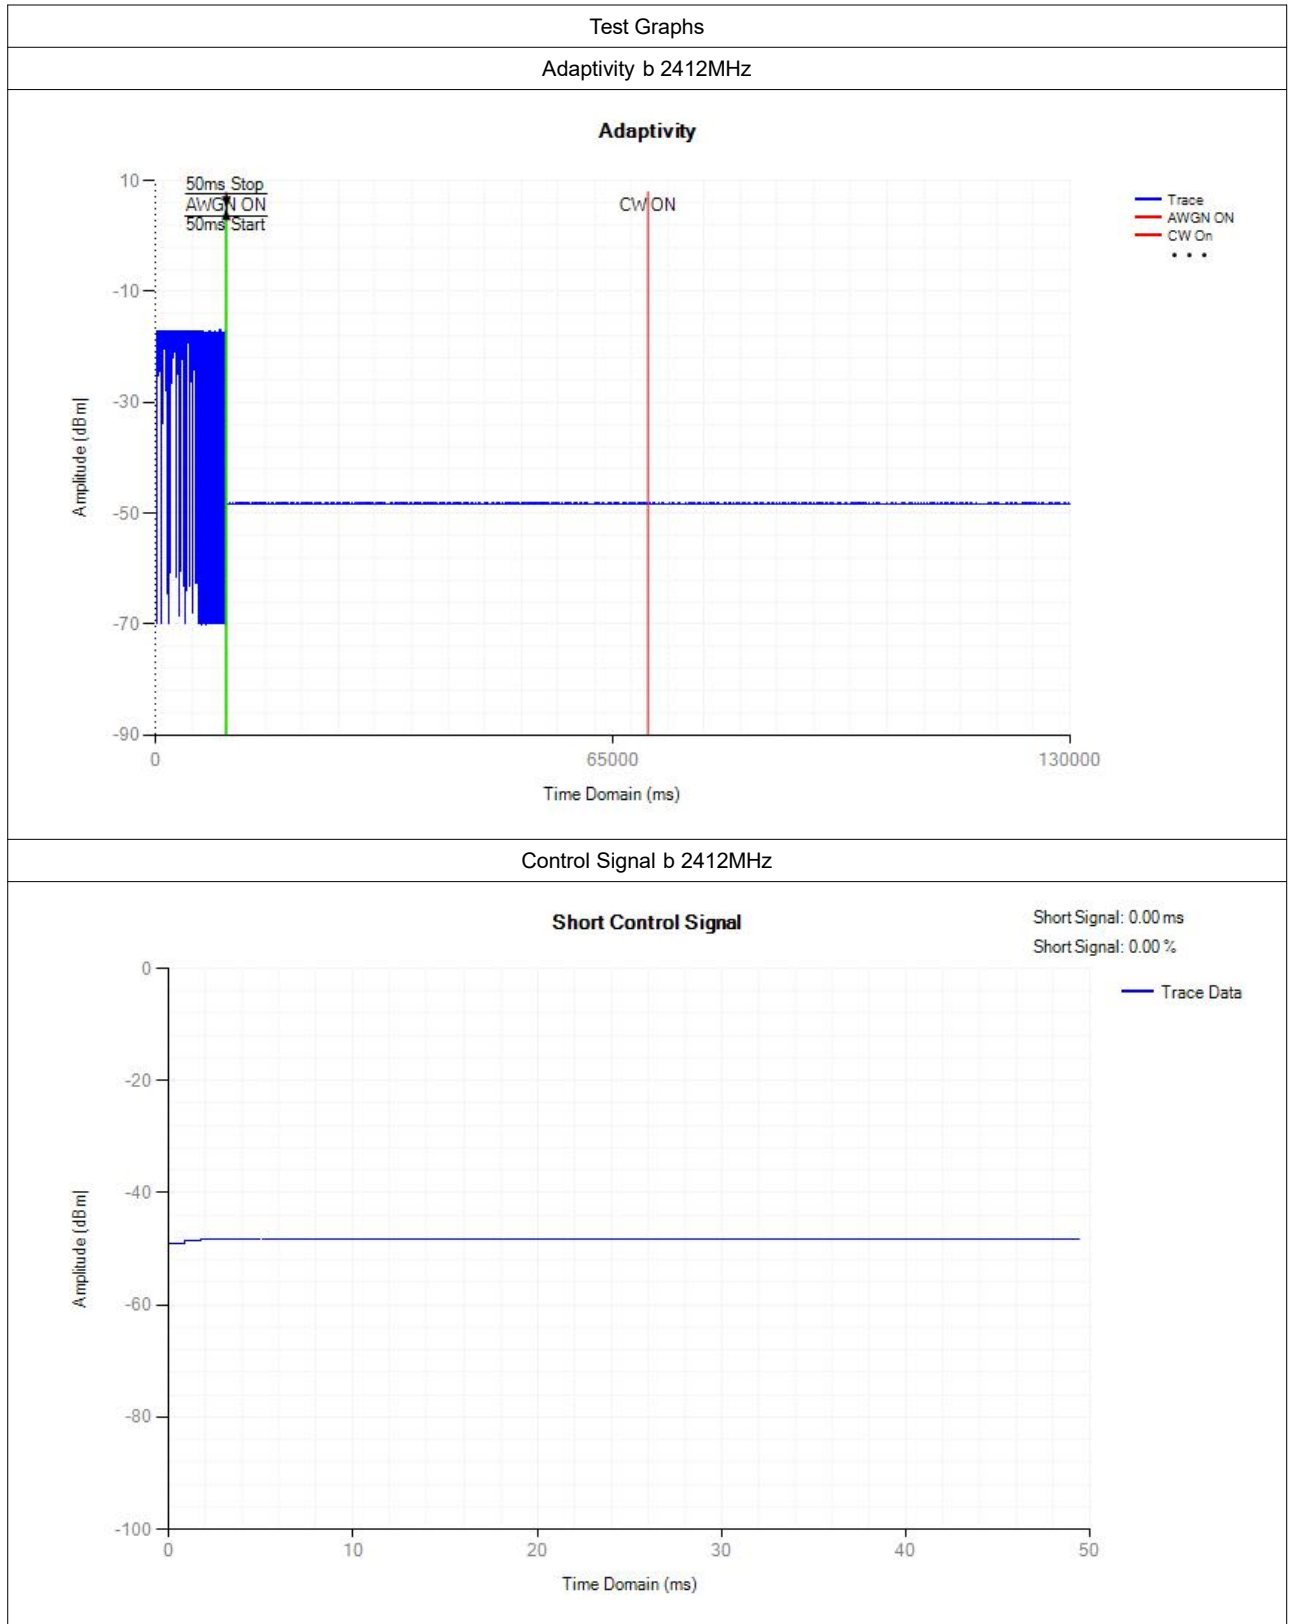 Test Graphs
Adaptivity b 2412MHz
Adaptivity
10
-10
-30
-50
-70
-90
Amplitude (dBm)
50ms Stop
AWGN ON
50ms Start
CW ON
Trace
AWGN ON
CW On
0
65000
130000
Time Domain (ms)
Control Signal b 2412MHz
Short Control Signal
Short Signal: 0.00 ms
Short Signal: 0.00 %
Trace Data
0
-20
-40
-60
-80
-100
Amplitude (dBm)
0
10
20
30
40
50
Time Domain (ms)